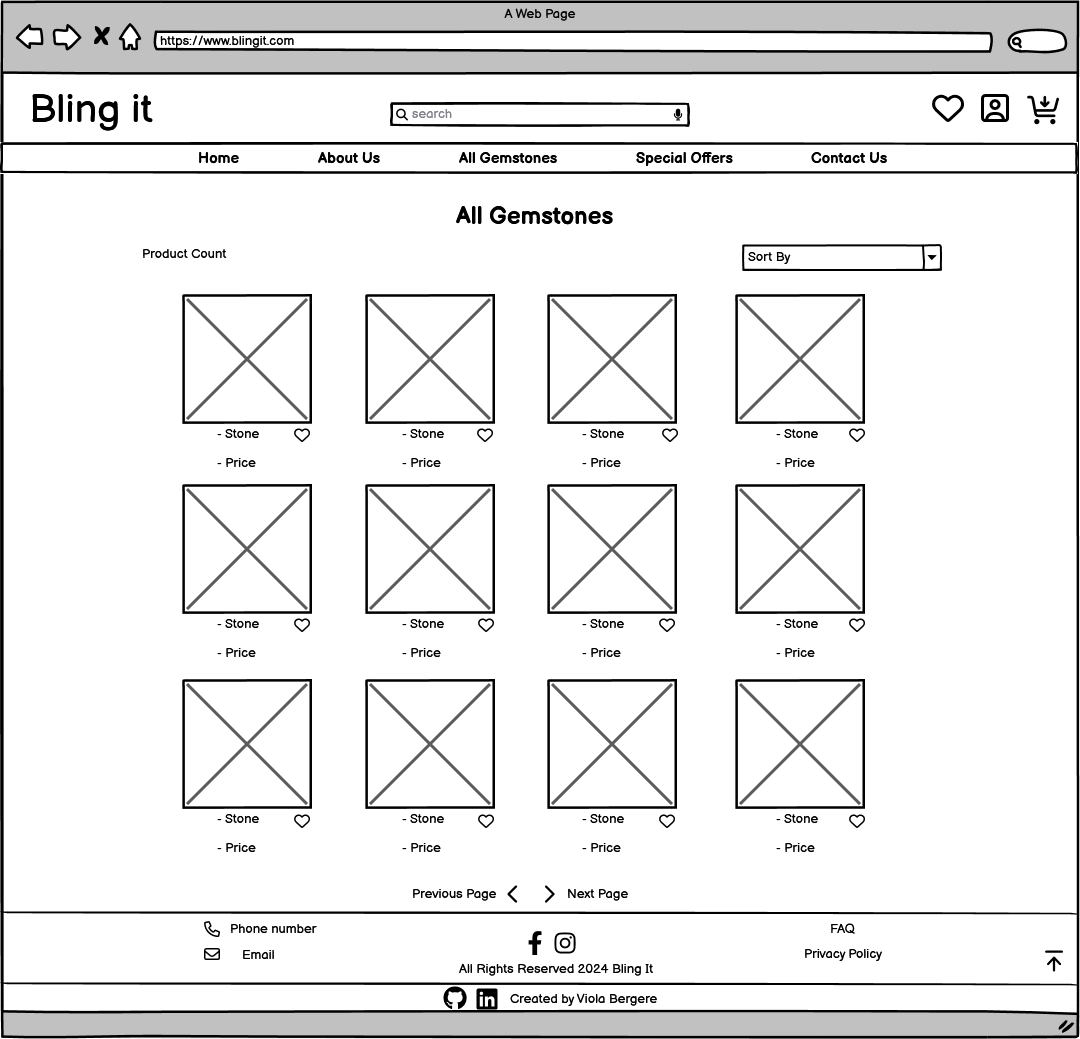 A Web Page
https://www.blingit.com
Bling it
search
Home About Us All Gemstones Special Offers Contact Us
All Gemstones
Product Count
Sort By
- Stone - Stone - Stone - Stone
- Price - Price - Price - Price
- Stone - Stone - Stone - Stone
- Price - Price - Price - Price
- Stone - Stone - Stone - Stone
- Price - Price - Price - Price
Previous Page Next Page
Phone number
Email
All Rights Reserved 2024 Bling It
FAQ
Privacy Policy
Created by Viola Bergere